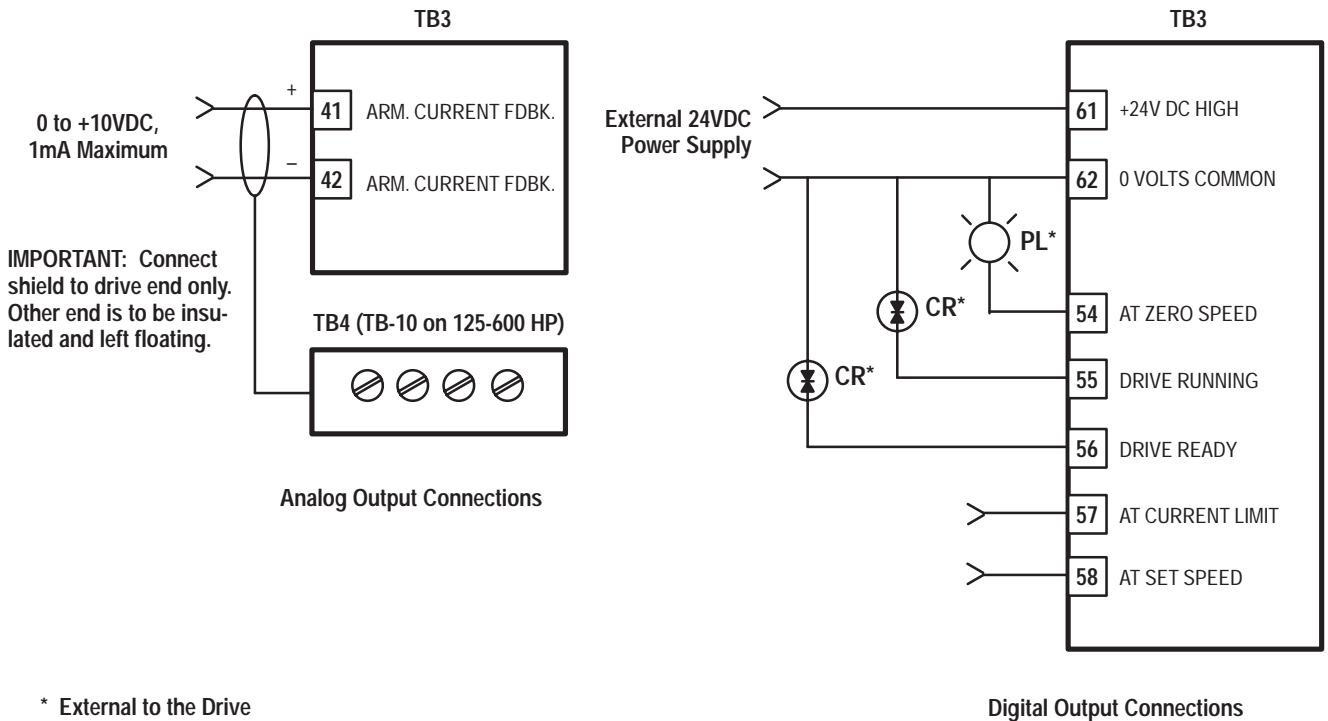 TB3
0 to +10VDC,
1mA Maximum
+
–
41 ARM. CURRENT FDBK.
42 ARM. CURRENT FDBK.
IMPORTANT: Connect
shield to drive end only.
Other end is to be insu-
lated and left floating.
TB4 (TB-10 on 125-600 HP)
Analog Output Connections
* External to the Drive
TB3
External 24VDC
Power Supply
61 +24V DC HIGH
62 0 VOLTS COMMON
PL*
CR*
CR*
54 AT ZERO SPEED
55 DRIVE RUNNING
56 DRIVE READY
57 AT CURRENT LIMIT
58 AT SET SPEED
Digital Output Connections